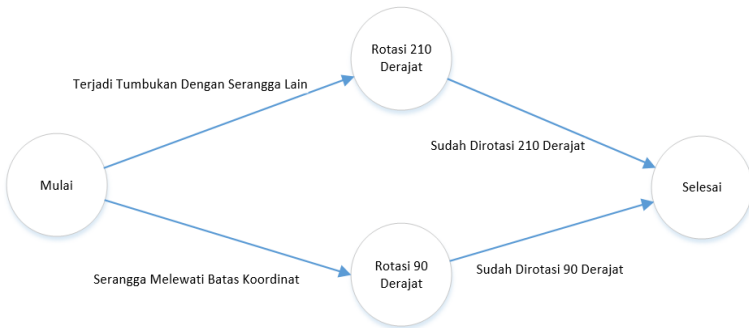 Rotasi 210
Derajat
Terjadi Tumbukan Dengan Serangga Lain
Sudah Dirotasi 210 Derajat
Mulai
Selesai
Serangga Melewati Batas Koordinat
Rotasi 90
Derajat
Sudah Dirotasi 90 Derajat